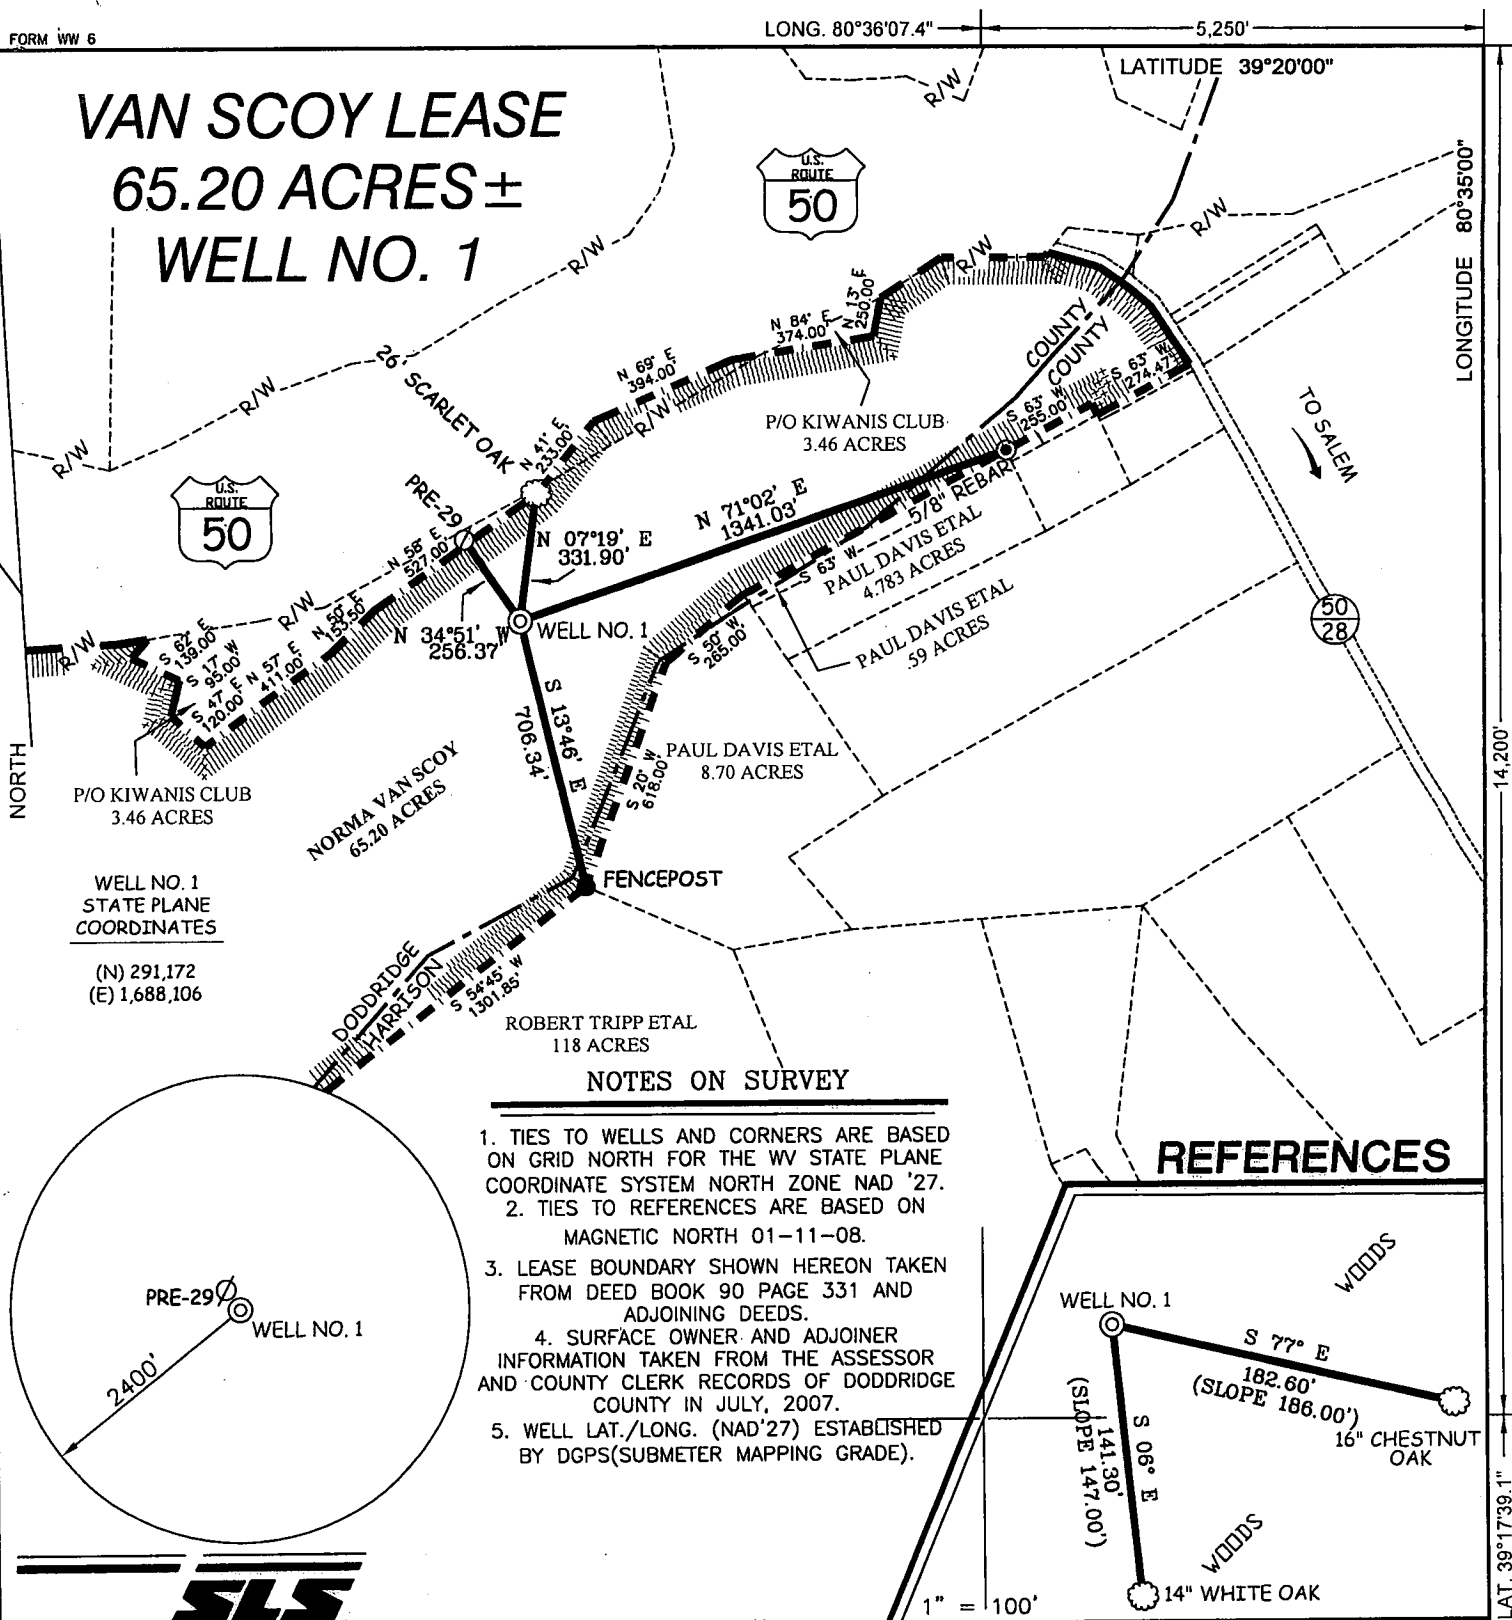 FORM WW 6
LONG. 80°36'07.4"
5,250'
LATITUDE 39°20'00"
VAN SCOY LEASE
65.20 ACRES±
WELL NO. 1
LONGITUDE 80°35'00"
R/W
U.S.
ROUTE
50
R/W
R/W
R/W
N 13° E
250.00'
N 84° E
374.00'
COUNTY
COUNTY
26" SCARLET OAK
N 69° E
394.00'
S 63° W
274.47'
S 63° W
255.00'
TO SALEM
R/W
R/W
P/O KIWANIS CLUB
3.46 ACRES
R/W
N 41° E
233.00'
5/8" REBAR
PRE-29
U.S.
ROUTE
50
N 71°02' E
1341.03'
N 07°19' E
331.90'
N 58° E
527.00'
S 63° W
PAUL DAVIS ETAL
4.783 ACRES
PAUL DAVIS ETAL
.59 ACRES
50
28
R/W
N 50° E
153.50'
N 34°51' W
256.37'
WELL NO. 1
R/W
S 62° E
139.00'
S 17° W
95.00'
S 47° E
120.00'
N 57° E
411.00'
S 50° W
265.00'
S 13°46' E
706.34'
PAUL DAVIS ETAL
8.70 ACRES
S 20° W
618.00'
NORTH
14,200'
P/O KIWANIS CLUB
3.46 ACRES
NORMA VAN SCOY
65.20 ACRES
WELL NO. 1
STATE PLANE
COORDINATES
(N) 291,172
(E) 1,688,106
FENCEPOST
DODDRIDGE
HARRISON
S 54°45' W
1301.85'
ROBERT TRIPP ETAL
118 ACRES
NOTES ON SURVEY
1. TIES TO WELLS AND CORNERS ARE BASED
ON GRID NORTH FOR THE WV STATE PLANE
COORDINATE SYSTEM NORTH ZONE NAD '27.
2. TIES TO REFERENCES ARE BASED ON
MAGNETIC NORTH 01-11-08.
3. LEASE BOUNDARY SHOWN HEREON TAKEN
FROM DEED BOOK 90 PAGE 331 AND
ADJOINING DEEDS.
4. SURFACE OWNER AND ADJOINER
INFORMATION TAKEN FROM THE ASSESSOR
AND COUNTY CLERK RECORDS OF DODDRIDGE
COUNTY IN JULY, 2007.
5. WELL LAT./LONG. (NAD'27) ESTABLISHED
BY DGPS(SUBMETER MAPPING GRADE).
PRE-29
WELL NO. 1
2400'
SLS
REFERENCES
WOODS
WELL NO. 1
S 77° E
182.60'
(SLOPE 186.00')
16" CHESTNUT
OAK
S 06° E
141.30'
(SLOPE 147.00')
WOODS
14" WHITE OAK
1" = 100'
LAT. 39°17'39.1"